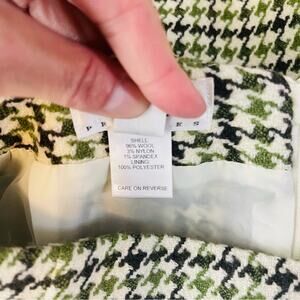 SHELL
96% WOOL
3% NYLON
1% SPANDEX
LINING:
100% POLYESTER
CARE ON REVERSE